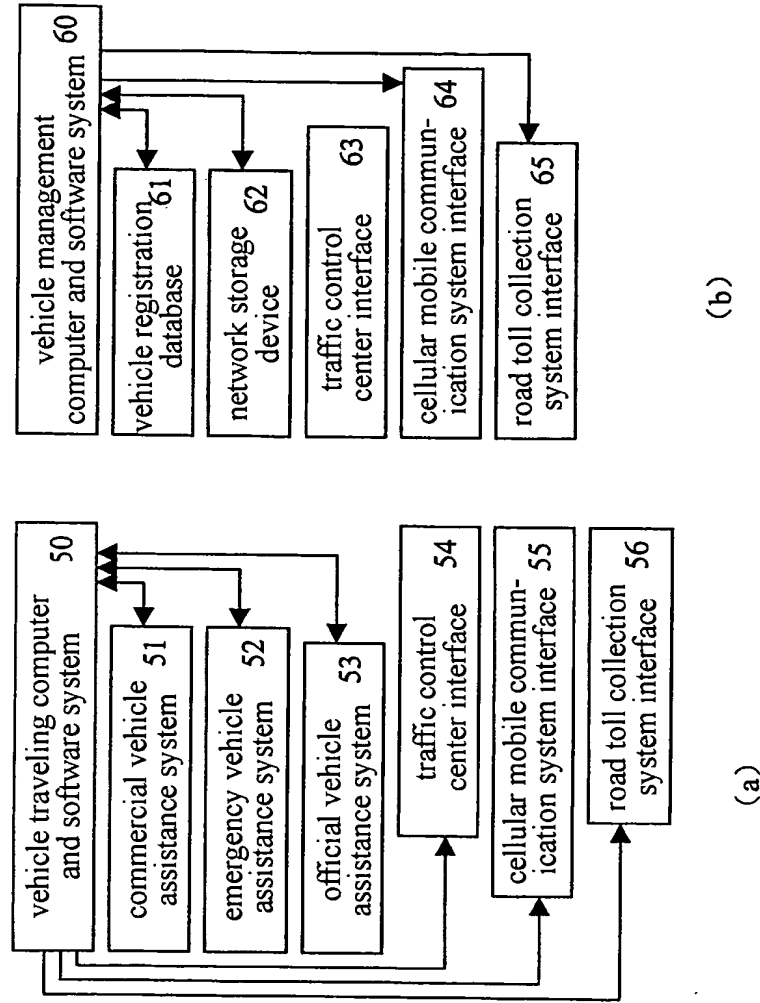 vehicle traveling computer
and software system 50
commercial vehicle
assistance system 51
emergency vehicle
assistance system 52
official vehicle
assistance system 53
traffic control
center interface 54
cellular mobile commun-
ication system interface 55
road toll collection
system interface 56
(a)
vehicle management
computer and software system 60
vehicle registration
database 61
network storage
device 62
traffic control
center interface 63
cellular mobile commun-
ication system interface 64
road toll collection
system interface 65
(b)